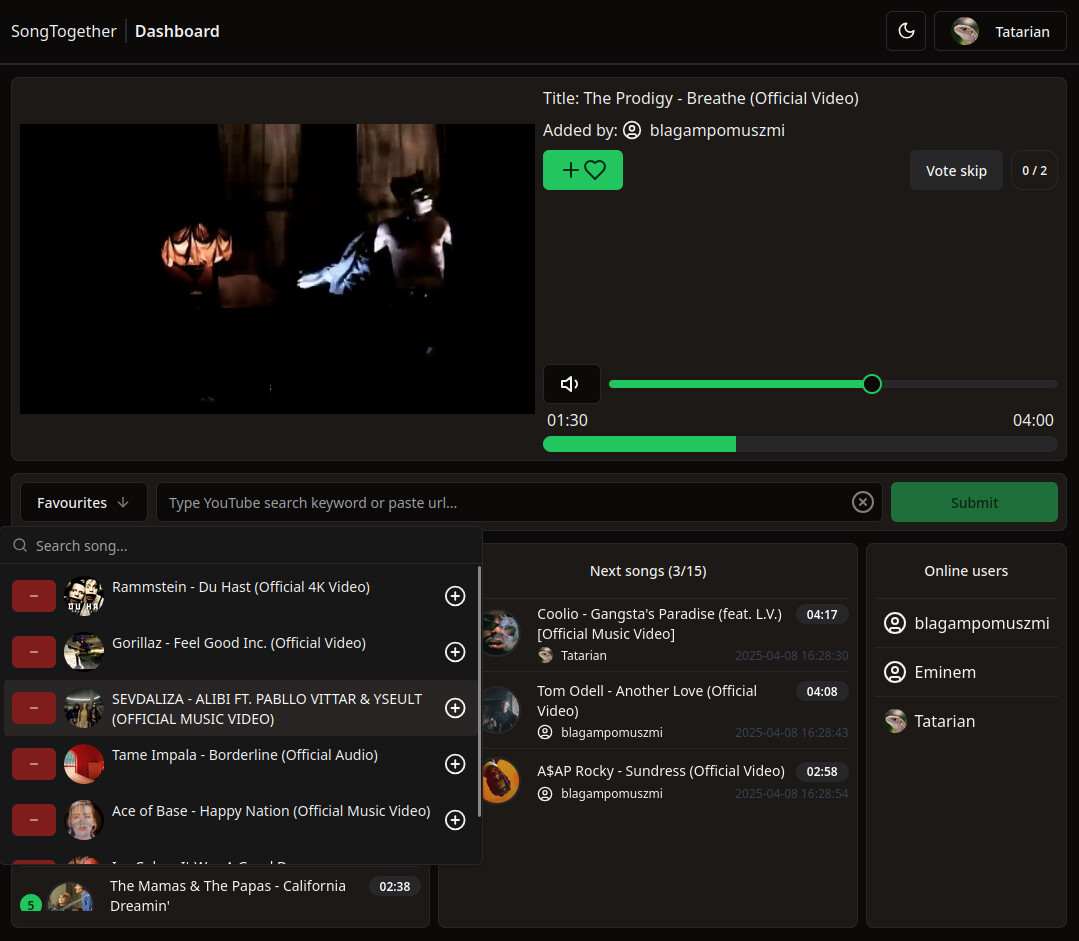 SongTogether
Dashboard
Tatarian
Title: The Prodigy - Breathe (Official Video)
Added by: blagampomuszmi
Vote skip
0 / 2
01:30
04:00
Favourites
Type YouTube search keyword or paste url...
Submit
Search song...
Rammstein - Du Hast (Official 4K Video)
DU HA
Gorillaz - Feel Good Inc. (Official Video)
SEVDALIZA - ALIBI FT. PABLLO VITTAR & YSEULT
(OFFICIAL MUSIC VIDEO)
Tame Impala - Borderline (Official Audio)
Ace of Base - Happy Nation (Official Music Video)
5
The Mamas & The Papas - California
Dreamin'
02:38
Next songs (3/15)
Coolio - Gangsta's Paradise (feat. L.V.)
[Official Music Video]
04:17
Tatarian
2025-04-08 16:28:30
Tom Odell - Another Love (Official
Video)
04:08
blagampomuszmi
2025-04-08 16:28:43
A$AP Rocky - Sundress (Official Video)
02:58
blagampomuszmi
2025-04-08 16:28:54
Online users
blagampomuszmi
Eminem
Tatarian